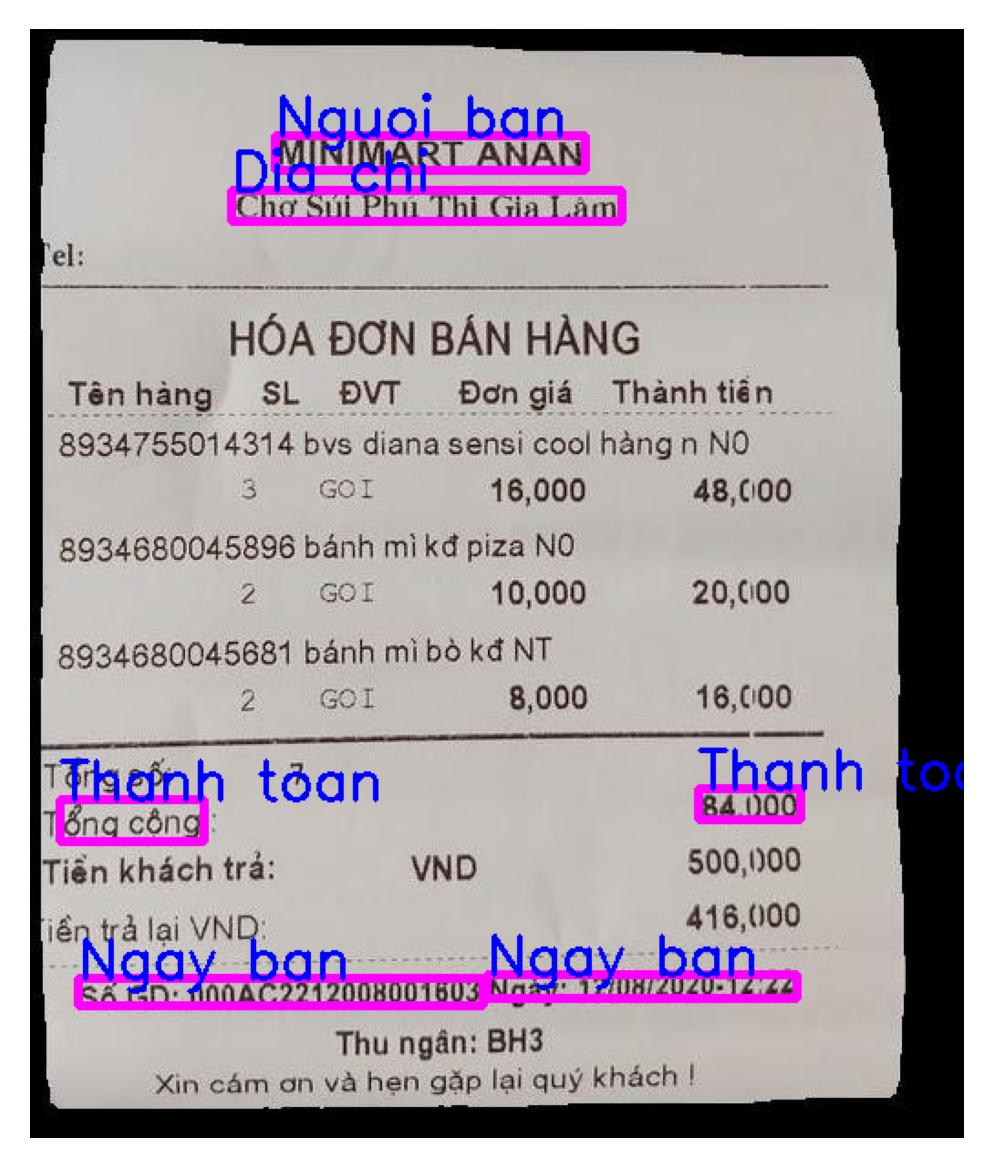 Nguoi ban
MINIMART ANAN
Dia chi
Chợ Súi Phú Thị Gia Lâm
Tel:
HÓA ĐƠN BÁN HÀNG
Tên hàng SL ĐVT Đơn giá Thành tiền
8934755014314 bvs diana sensi cool hàng n N0
3 GOI 16,000 48,000
8934680045896 bánh mì kđ piza N0
2 GOI 10,000 20,000
8934680045681 bánh mì bò kđ NT
2 GOI 8,000 16,000
Tổng số: 7
Thanh toan Thanh toa
Tổng cộng : 84,000
Tiền khách trả: VND 500,000
Tiền trả lại VND: 416,000
Ngay ban Ngay ban
Số GD: 000AC2212008001603 Ngày: 12/08/2020-12:22
Thu ngân: BH3
Xin cám ơn và hẹn gặp lại quý khách !